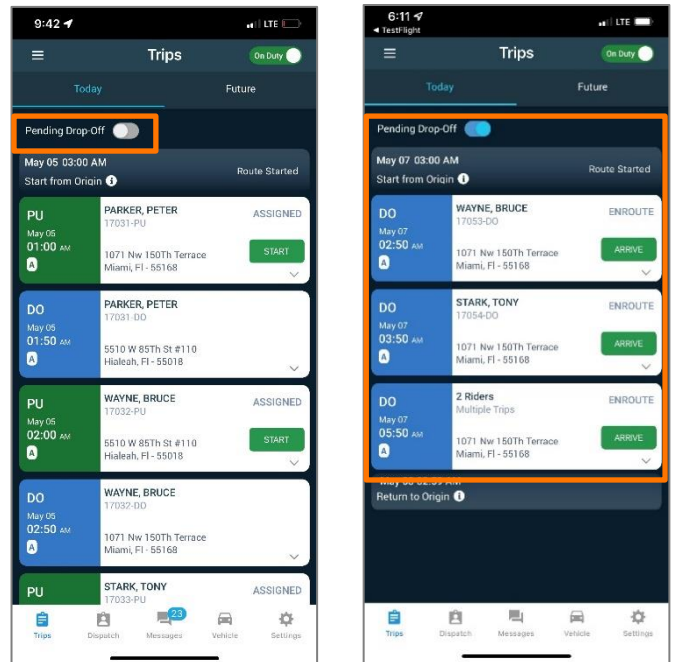 9:42
LTE
Trips
On Duty
Today
Future
Pending Drop-Off
May 05 03:00 AM
Start from Origin
Route Started
PU
May 05
01:00 AM
A
PARKER, PETER
17031-PU
1071 Nw 150Th Terrace
Miami, Fl - 55168
ASSIGNED
START
DO
May 05
01:50 AM
A
PARKER, PETER
17031-DO
5510 W 85Th St #110
Hialeah, Fl - 55018
PU
May 05
02:00 AM
A
WAYNE, BRUCE
17032-PU
5510 W 85Th St #110
Hialeah, Fl - 55018
ASSIGNED
START
DO
May 05
02:50 AM
A
WAYNE, BRUCE
17032-DO
1071 Nw 150Th Terrace
Miami, Fl - 55168
PU
STARK, TONY
17033-PU
ASSIGNED
23
Trips
Dispatch
Messages
Vehicle
Settings
6:11
TestFlight
LTE
Trips
On Duty
Today
Future
Pending Drop-Off
May 07 03:00 AM
Start from Origin
Route Started
DO
May 07
02:50 AM
A
WAYNE, BRUCE
17053-DO
1071 Nw 150Th Terrace
Miami, Fl - 55168
ENROUTE
ARRIVE
DO
May 07
03:50 AM
A
STARK, TONY
17054-DO
1071 Nw 150Th Terrace
Miami, Fl - 55168
ENROUTE
ARRIVE
DO
May 07
05:50 AM
A
2 Riders
Multiple Trips
1071 Nw 150Th Terrace
Miami, Fl - 55168
ENROUTE
ARRIVE
Return to Origin
Trips
Dispatch
Messages
Vehicle
Settings